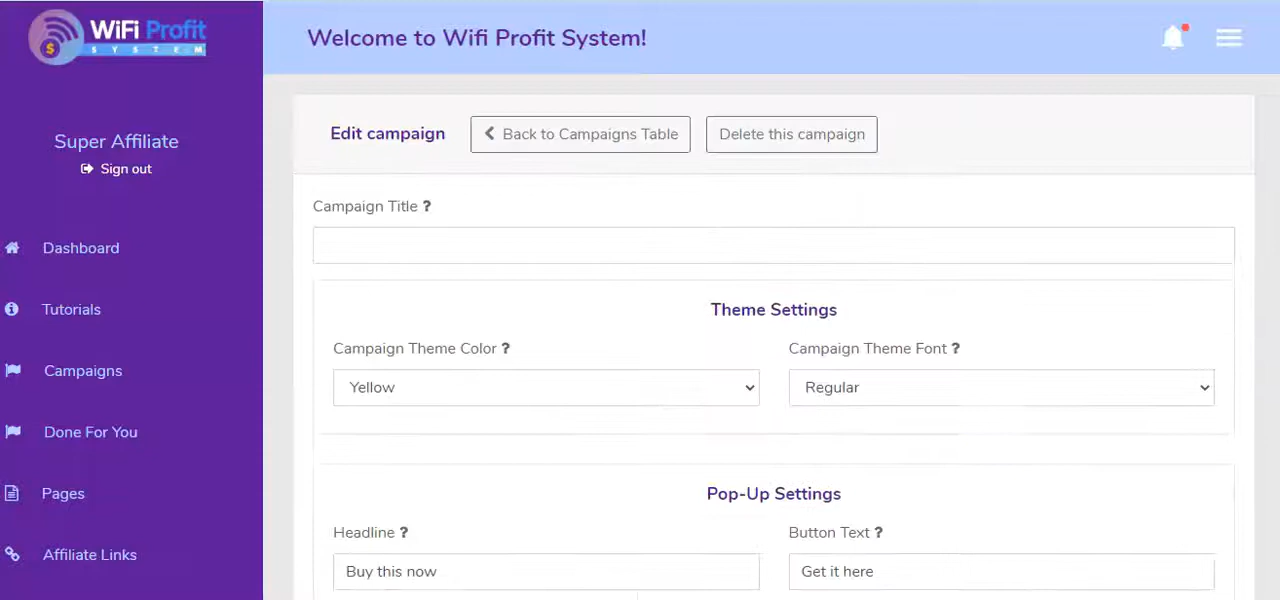 WiFi Profit
SYSTEM
Welcome to Wifi Profit System!
Super Affiliate
Sign out
Dashboard
Tutorials
Campaigns
Done For You
Pages
Affiliate Links
Edit campaign
Back to Campaigns Table
Delete this campaign
Campaign Title ?
Theme Settings
Campaign Theme Color ?
Campaign Theme Font ?
Yellow
Regular
Pop-Up Settings
Headline ?
Button Text ?
Buy this now
Get it here